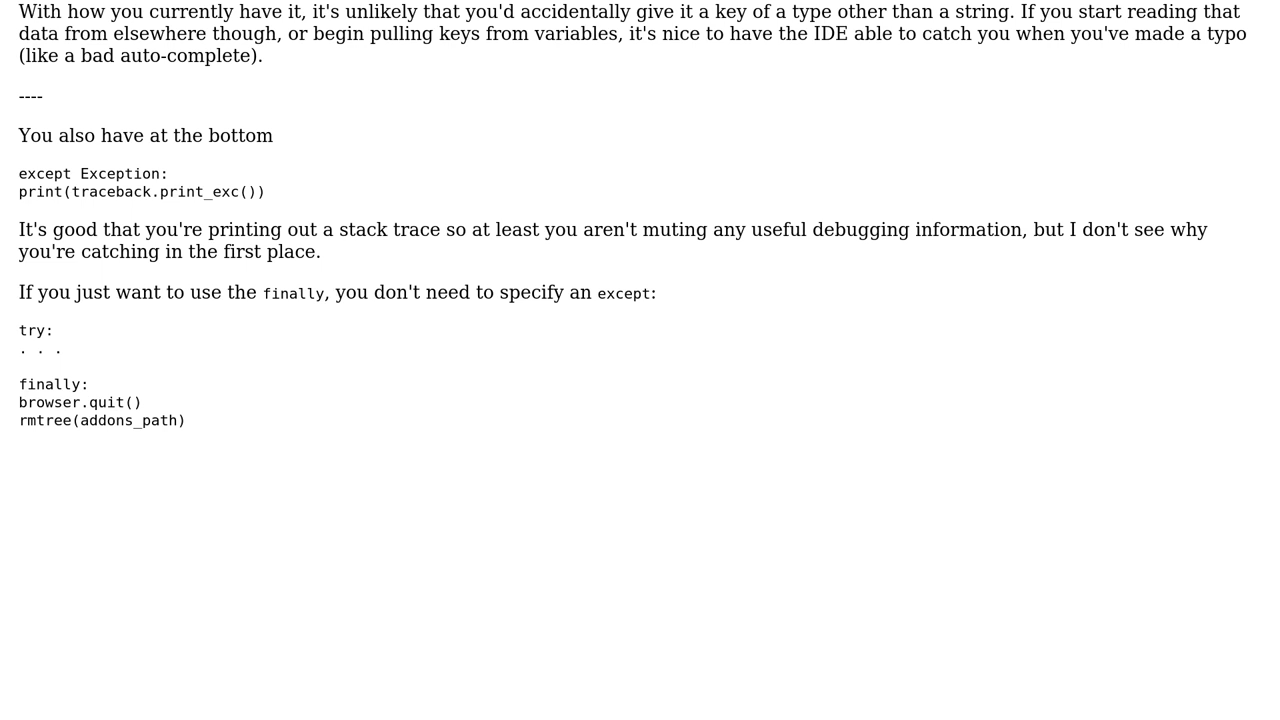 With how you currently have it, it's unlikely that you'd accidentally give it a key of a type other than a string. If you start reading that
data from elsewhere though, or begin pulling keys from variables, it's nice to have the IDE able to catch you when you've made a typo
(like a bad auto-complete).
----
You also have at the bottom
except Exception:
print(traceback.print_exc())
It's good that you're printing out a stack trace so at least you aren't muting any useful debugging information, but I don't see why
you're catching in the first place.
If you just want to use the finally, you don't need to specify an except:
try:
. . .
finally:
browser.quit()
rmtree(addons_path)